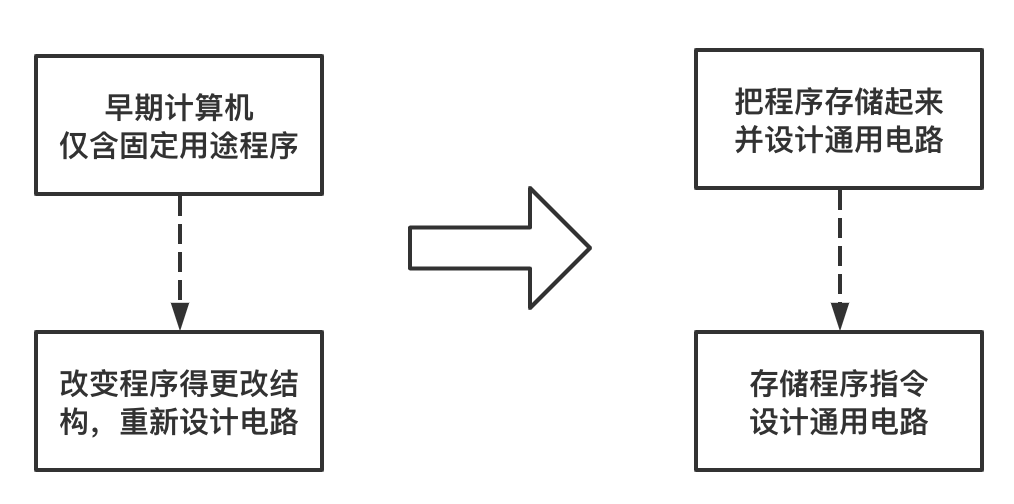 早期计算机
仅含固定用途程序
改变程序得更改结
构，重新设计电路
把程序存储起来
并设计通用电路
存储程序指令
设计通用电路